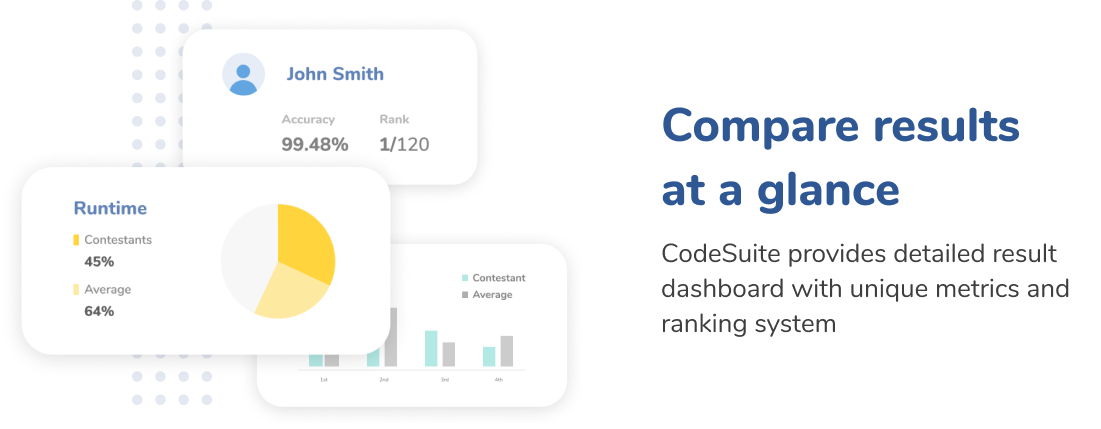 John Smith
Accuracy Rank
99.48% 1/120
Runtime
Contestants
45%
Average
64%
Contestant
Average
1st 2nd 3rd 4th
Compare results
at a glance
CodeSuite provides detailed result
dashboard with unique metrics and
ranking system